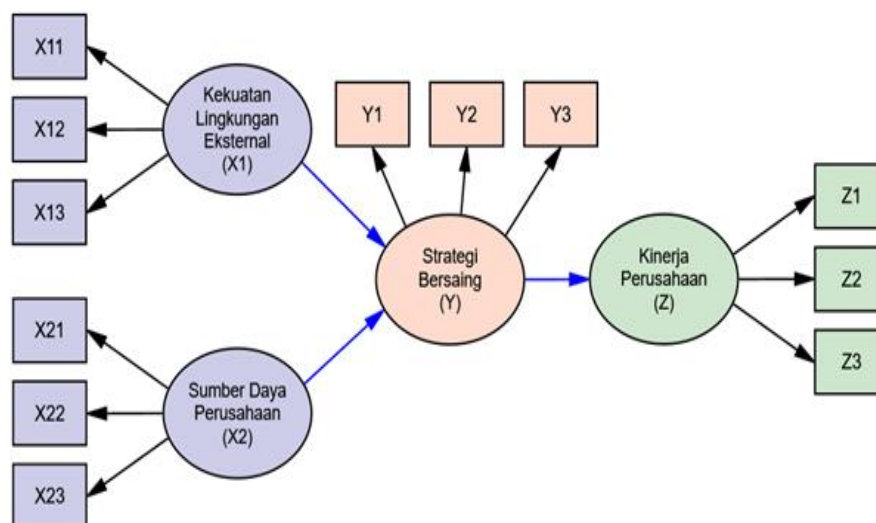 X11
X12
X13
Kekuatan
Lingkungan
Eksternal
(X1)
Y1
Y2
Y3
Strategi
Bersaing
(Y)
Kinerja
Perusahaan
(Z)
Z1
Z2
Z3
X21
X22
X23
Sumber Daya
Perusahaan
(X2)